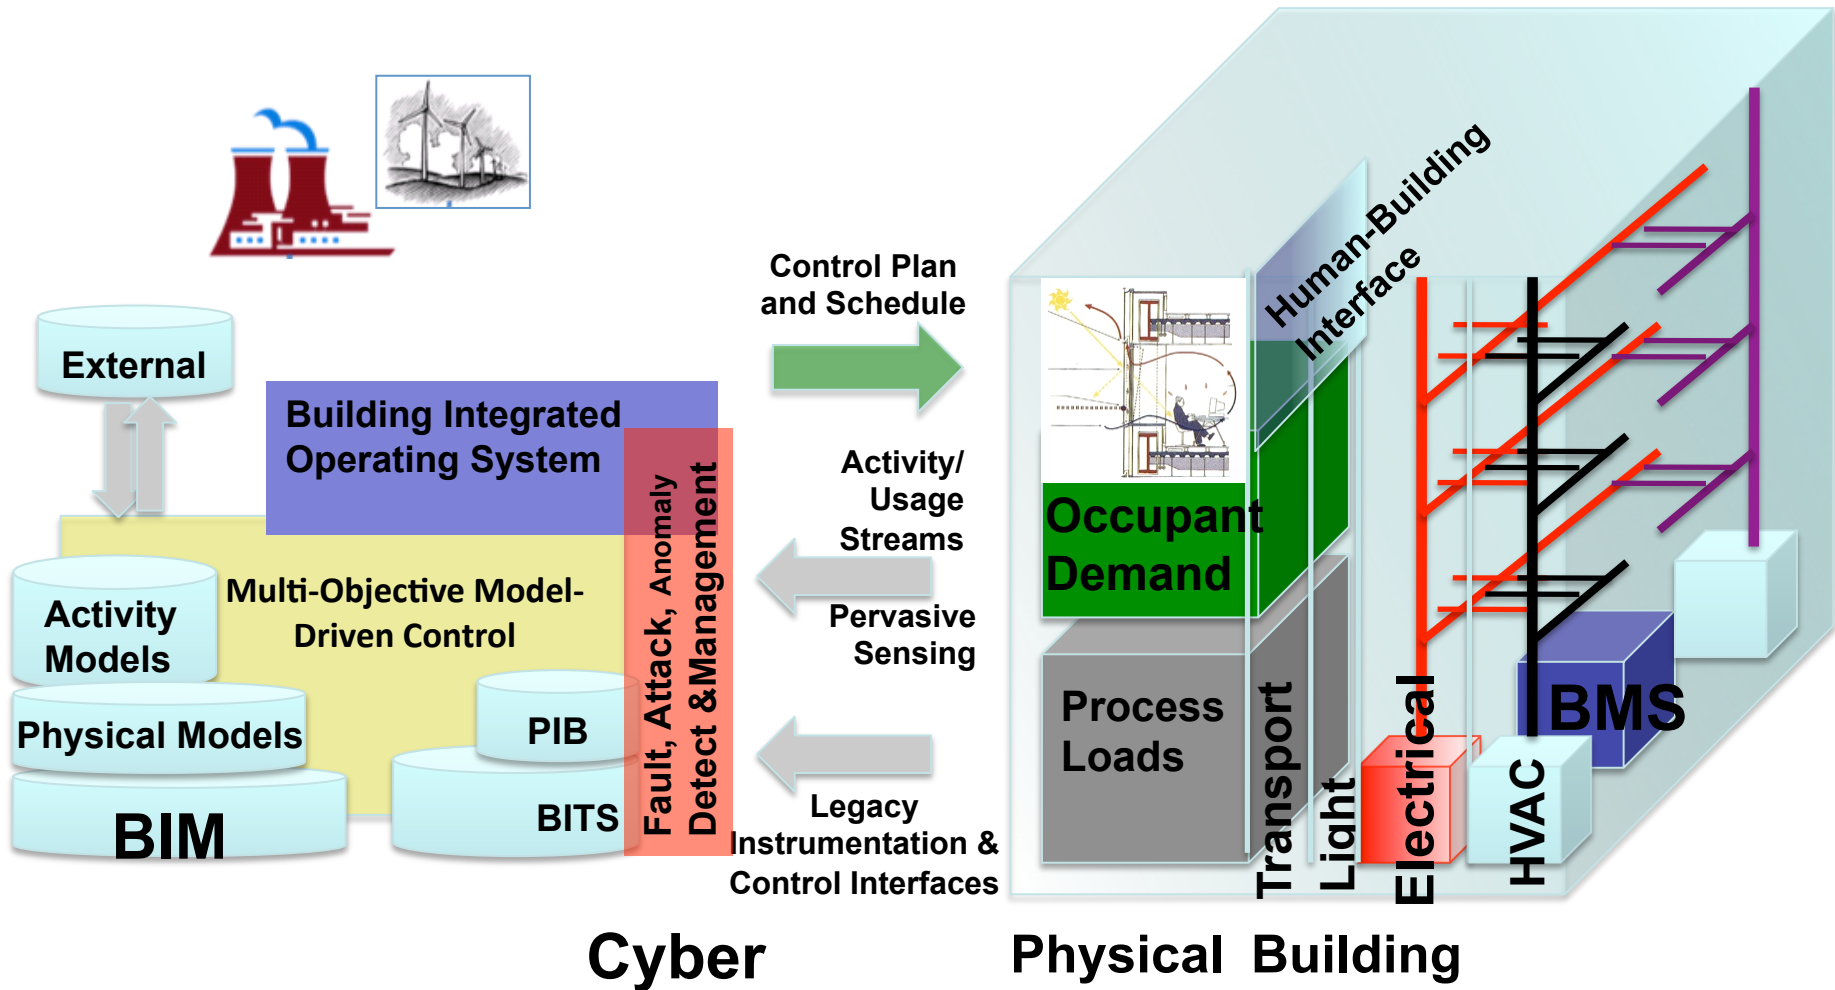 External
Building Integrated
Operating System
Multi-Objective Model-
Driven Control
Activity
Models
Physical Models
BIM
PIB
BITS
Fault, Attack, Anomaly
Detect &Management
Control Plan
and Schedule
Activity/
Usage
Streams
Pervasive
Sensing
Legacy
Instrumentation &
Control Interfaces
Human-Building
Interface
Occupant
Demand
Process
Loads
Transport
Light
Electrical
HVAC
BMS
Cyber
Physical Building